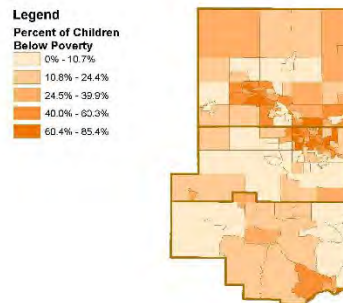 Legend
Percent of Children
Below Poverty
0% - 10.7%
10.8% - 24.4%
24.5% - 39.9%
40.0% - 60.3%
60.4% - 85.4%